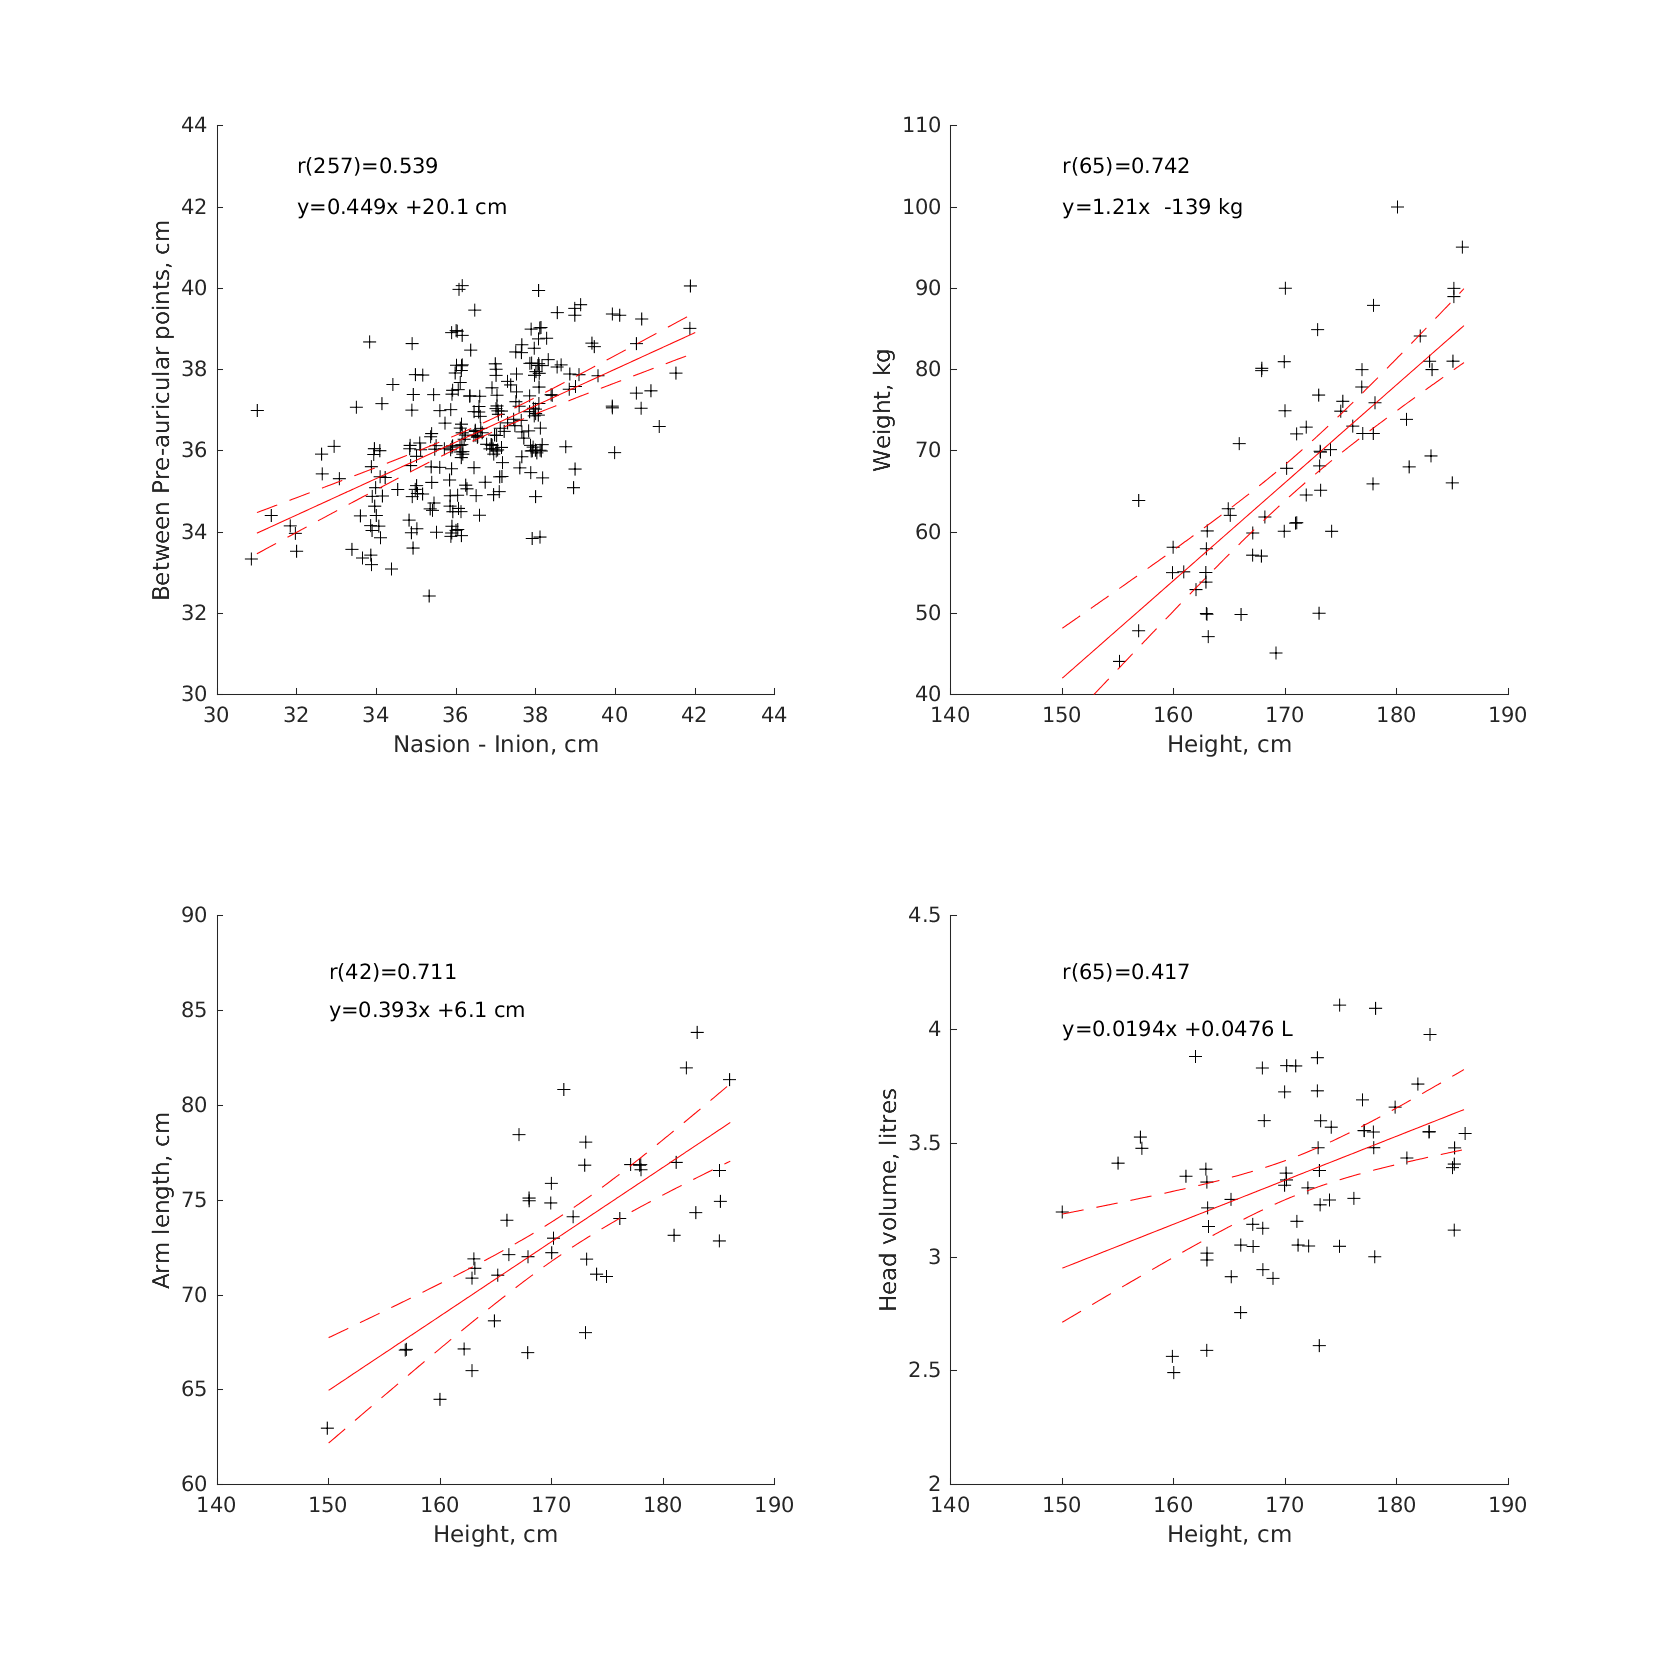 44
42
40
38
36
34
32
30
30 32 34 36 38 40 42 44
Between Pre-auricular points, cm
Nasion - Inion, cm
r(257)=0.539
y=0.449x +20.1 cm
110
100
90
80
70
60
50
40
140 150 160 170 180 190
Weight, kg
Height, cm
r(65)=0.742
y=1.21x  -139 kg
90
85
80
75
70
65
60
140 150 160 170 180 190
Arm length, cm
Height, cm
r(42)=0.711
y=0.393x +6.1 cm
4.5
4
3.5
3
2.5
2
140 150 160 170 180 190
Head volume, litres
Height, cm
r(65)=0.417
y=0.0194x +0.0476 L